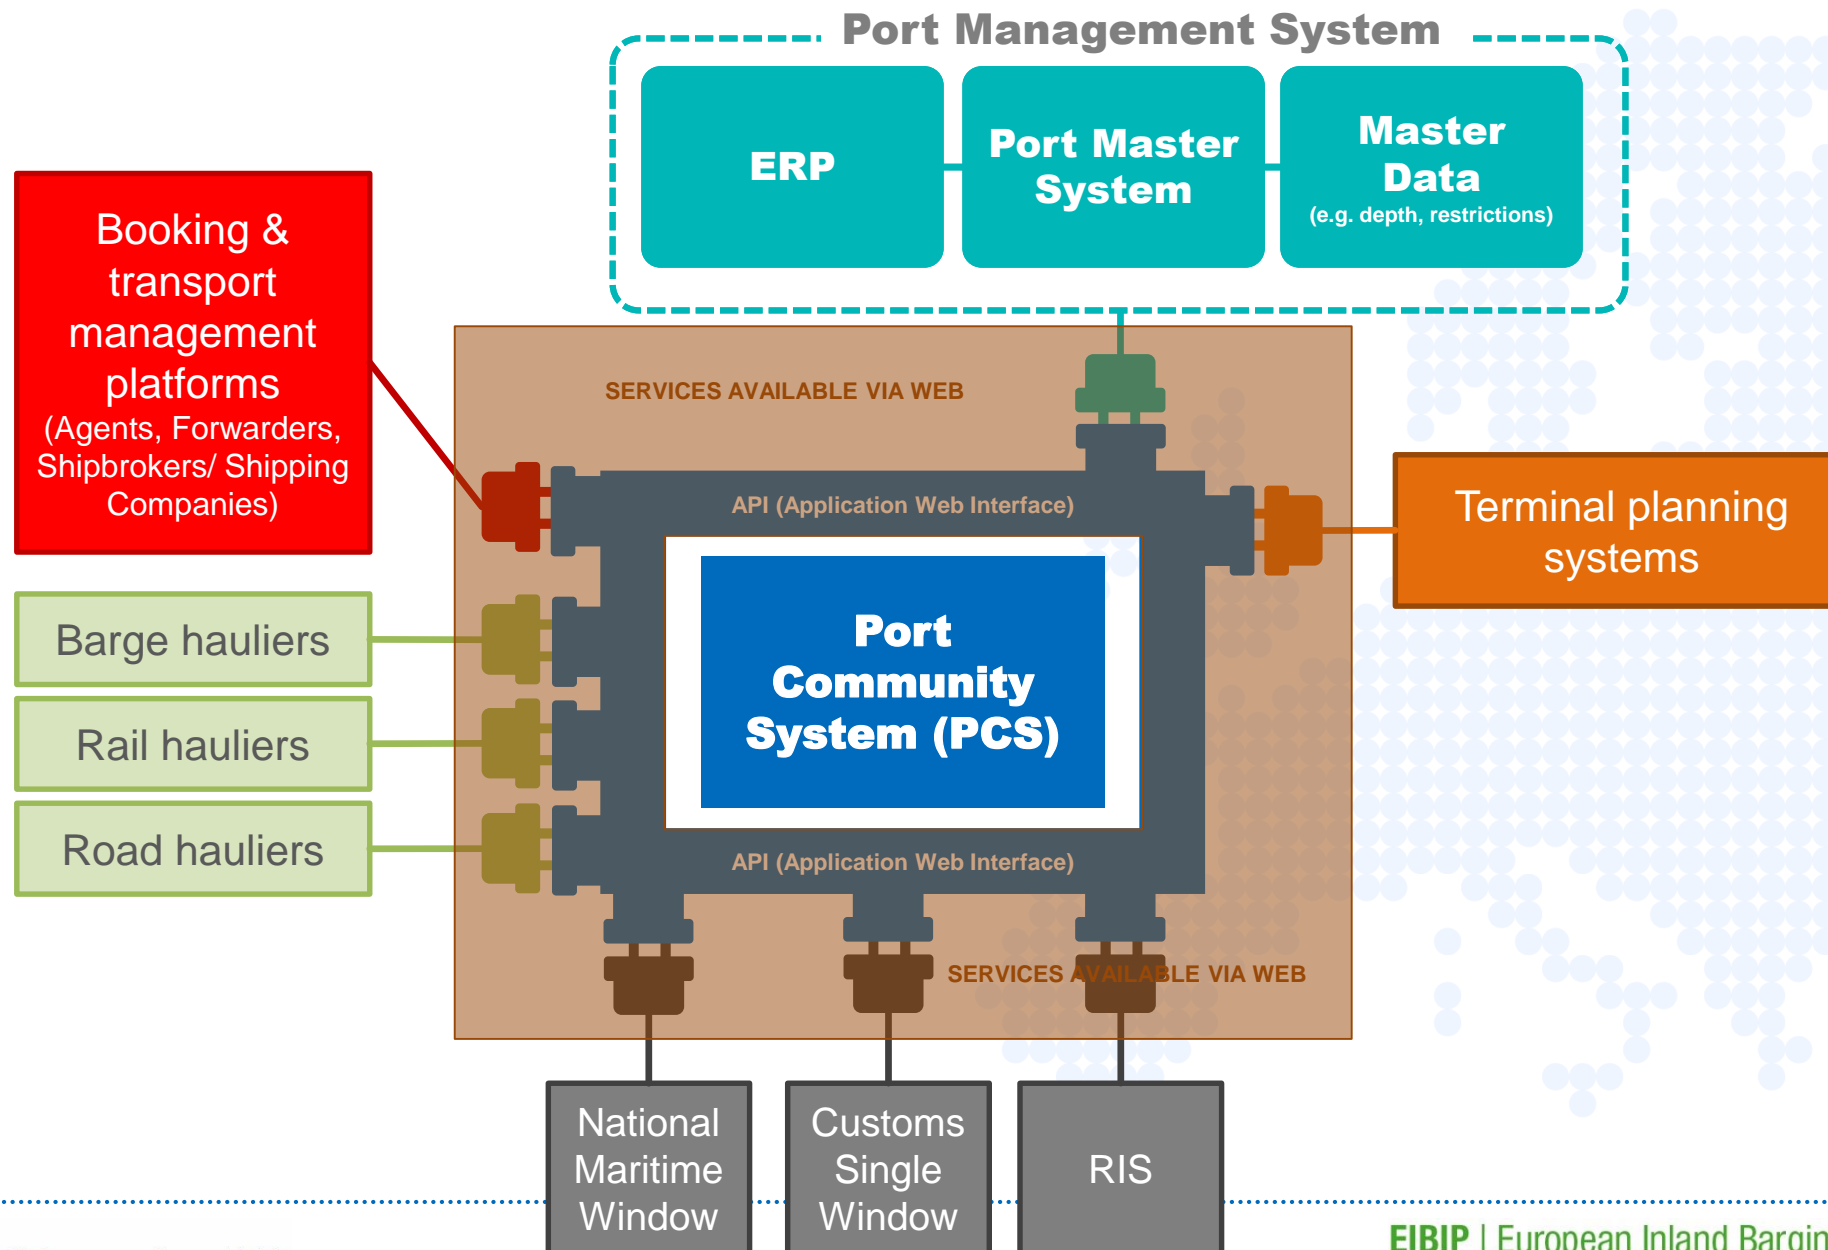 Port Management System
ERP
Port Master
System
Master
Data
(e.g. depth, restrictions)
Booking &
transport
management
platforms
(Agents, Forwarders,
Shipbrokers/ Shipping
Companies)
SERVICES AVAILABLE VIA WEB
API (Application Web Interface)
Terminal planning
systems
Barge hauliers
Rail hauliers
Road hauliers
Port
Community
System (PCS)
API (Application Web Interface)
SERVICES AVAILABLE VIA WEB
National
Maritime
Window
Customs
Single
Window
RIS
EIBIP | European Inland Bargin